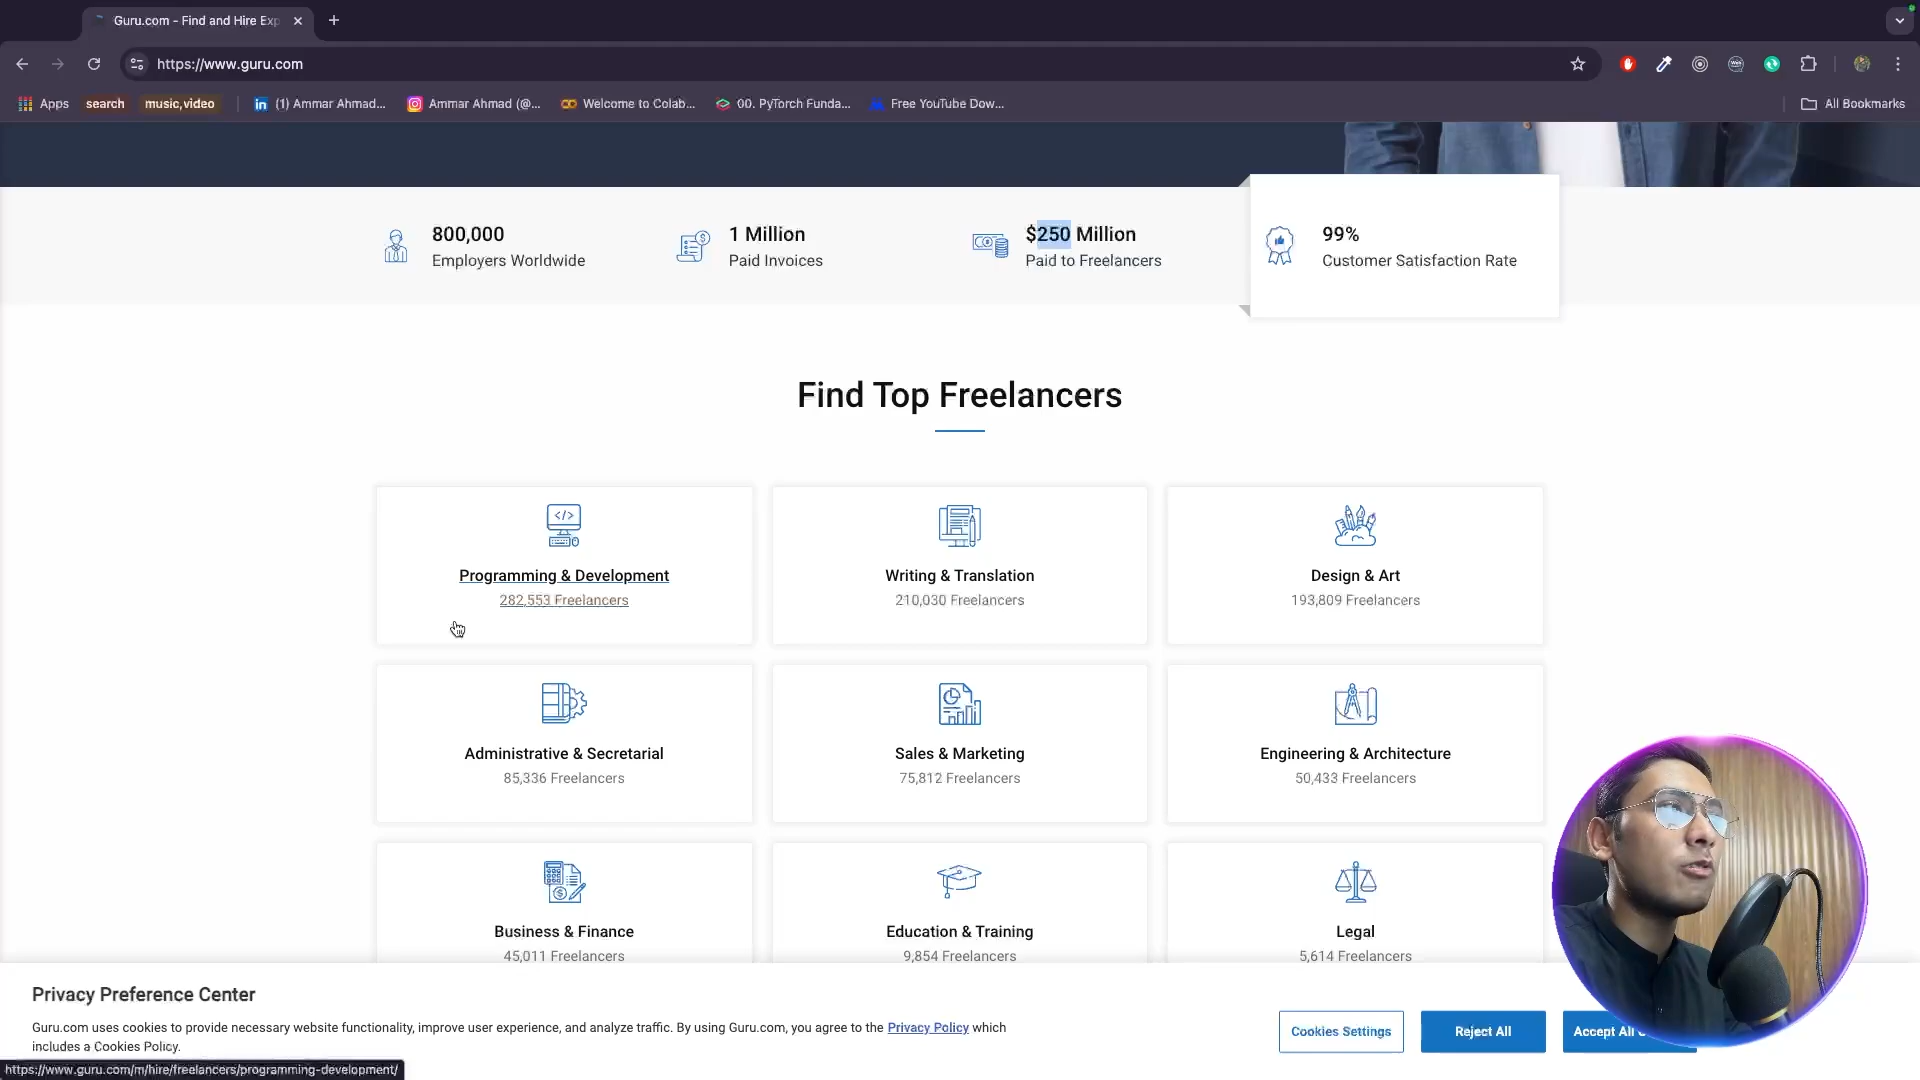 Guru.com - Find and Hire Exp
https://www.guru.com
Apps
search
music,video
(1) Ammar Ahmad...
Ammar Ahmad (@...
Welcome to Colab...
00. PyTorch Funda...
Free YouTube Dow...
All Bookmarks
800,000
Employers Worldwide
1 Million
Paid Invoices
$250 Million
Paid to Freelancers
99%
Customer Satisfaction Rate
Find Top Freelancers
Programming & Development
282,553 Freelancers
Writing & Translation
210,030 Freelancers
Design & Art
193,809 Freelancers
Administrative & Secretarial
85,336 Freelancers
Sales & Marketing
75,812 Freelancers
Engineering & Architecture
50,433 Freelancers
Business & Finance
45,011 Freelancers
Education & Training
9,854 Freelancers
Legal
5,614 Freelancers
Privacy Preference Center
Guru.com uses cookies to provide necessary website functionality, improve user experience, and analyze traffic. By using Guru.com, you agree to the Privacy Policy which
includes a Cookies Policy.
Cookies Settings
Reject All
Accept All
https://www.guru.com/m/hire/freelancers/programming-development/